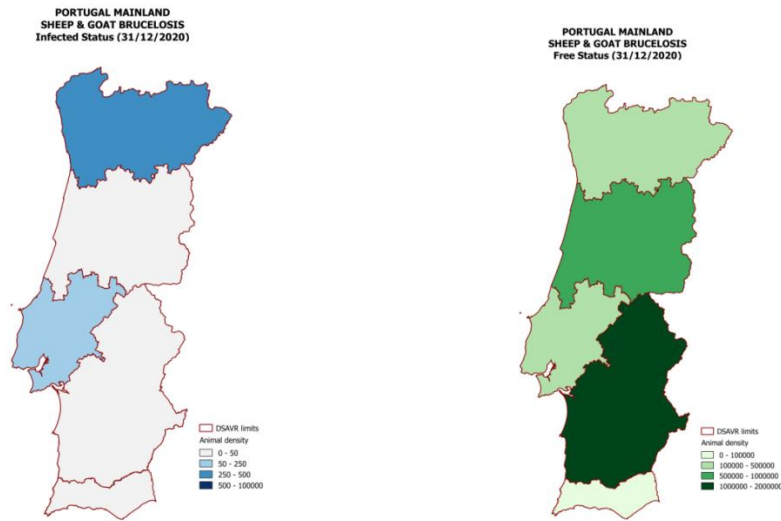 PORTUGAL MAINLAND
SHEEP & GOAT BRUCELOSIS
Infected Status (31/12/2020)
DSAVR limits
Animal density
0 - 50
50 - 250
250 - 500
500 - 100000
PORTUGAL MAINLAND
SHEEP & GOAT BRUCELOSIS
Free Status (31/12/2020)
DSAVR limits
Animal density
0 - 100000
100000 - 500000
500000 - 1000000
1000000 - 2000000